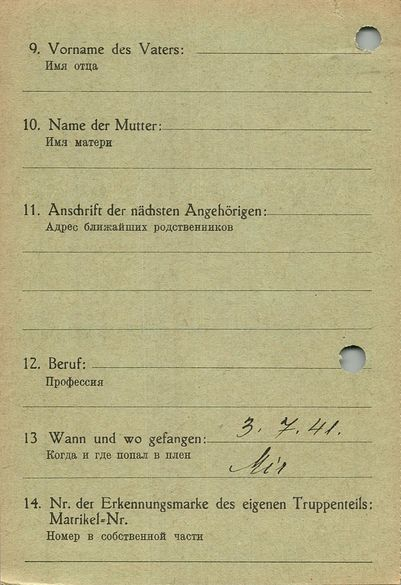 9. Vorname des Vaters:
Имя отца
10. Name der Mutter:
Имя матери
11. Anschrift der nächsten Angehörigen:
Адрес ближайших родственников
12. Beruf:
Профессия
13 Wann und wo gefangen: 3. 7. 41.
Когда и где попал в плен Mir
14. Nr. der Erkennungsmarke des eigenen Truppenteils:
Matrikel-Nr.
Номер в собственной части